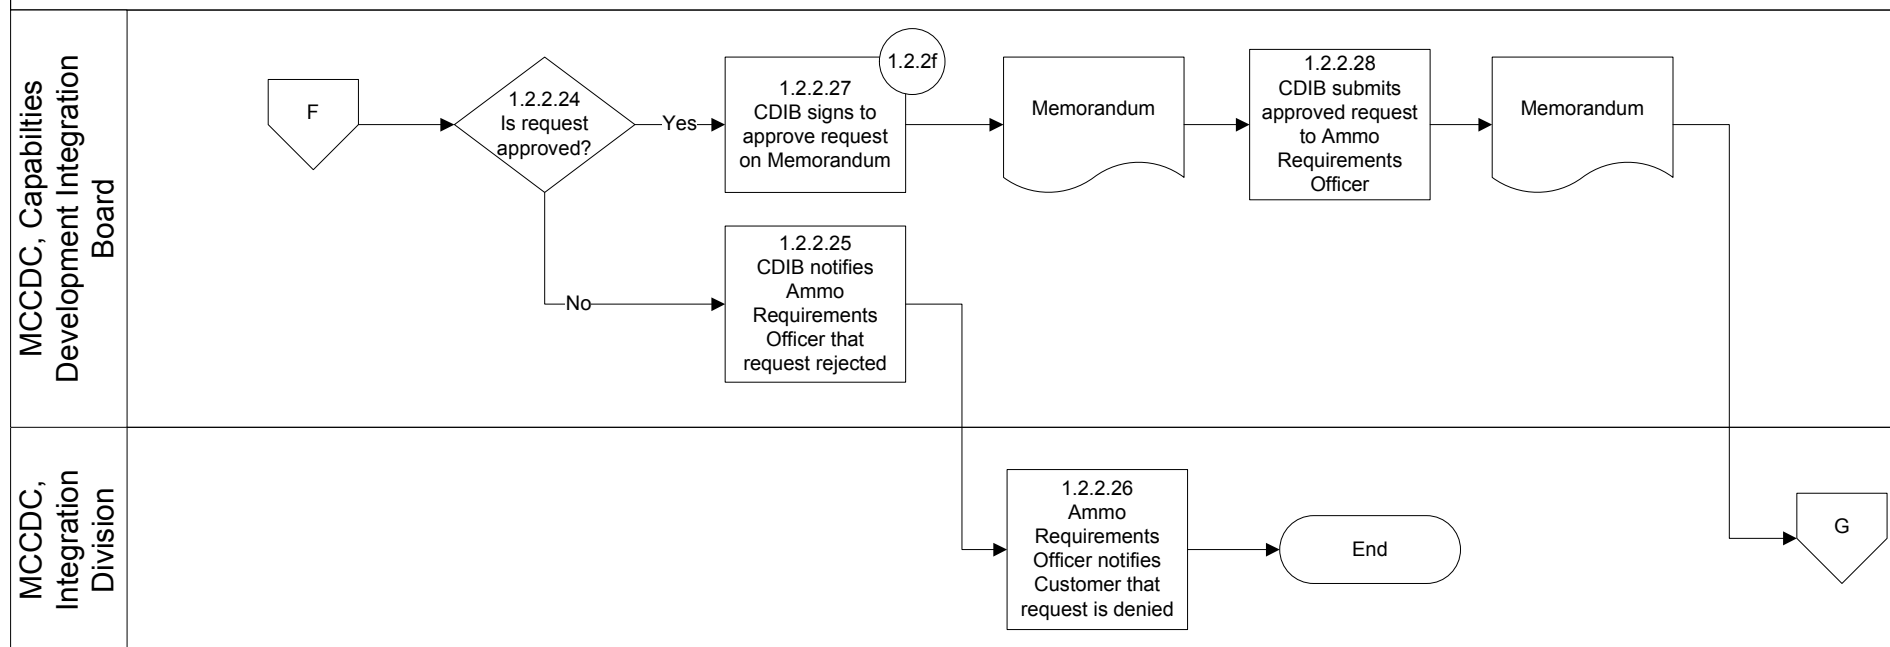 MCCDC, Capabilties
Development Integration
Board
F
1.2.2.24
Is request
approved?
Yes
1.2.2f
1.2.2.27
CDIB signs to
approve request
on Memorandum
Memorandum
1.2.2.28
CDIB submits
approved request
to Ammo
Requirements
Officer
Memorandum
No
1.2.2.25
CDIB notifies
Ammo
Requirements
Officer that
request rejected
MCCDC,
Integration
Division
1.2.2.26
Ammo
Requirements
Officer notifies
Customer that
request is denied
End
G